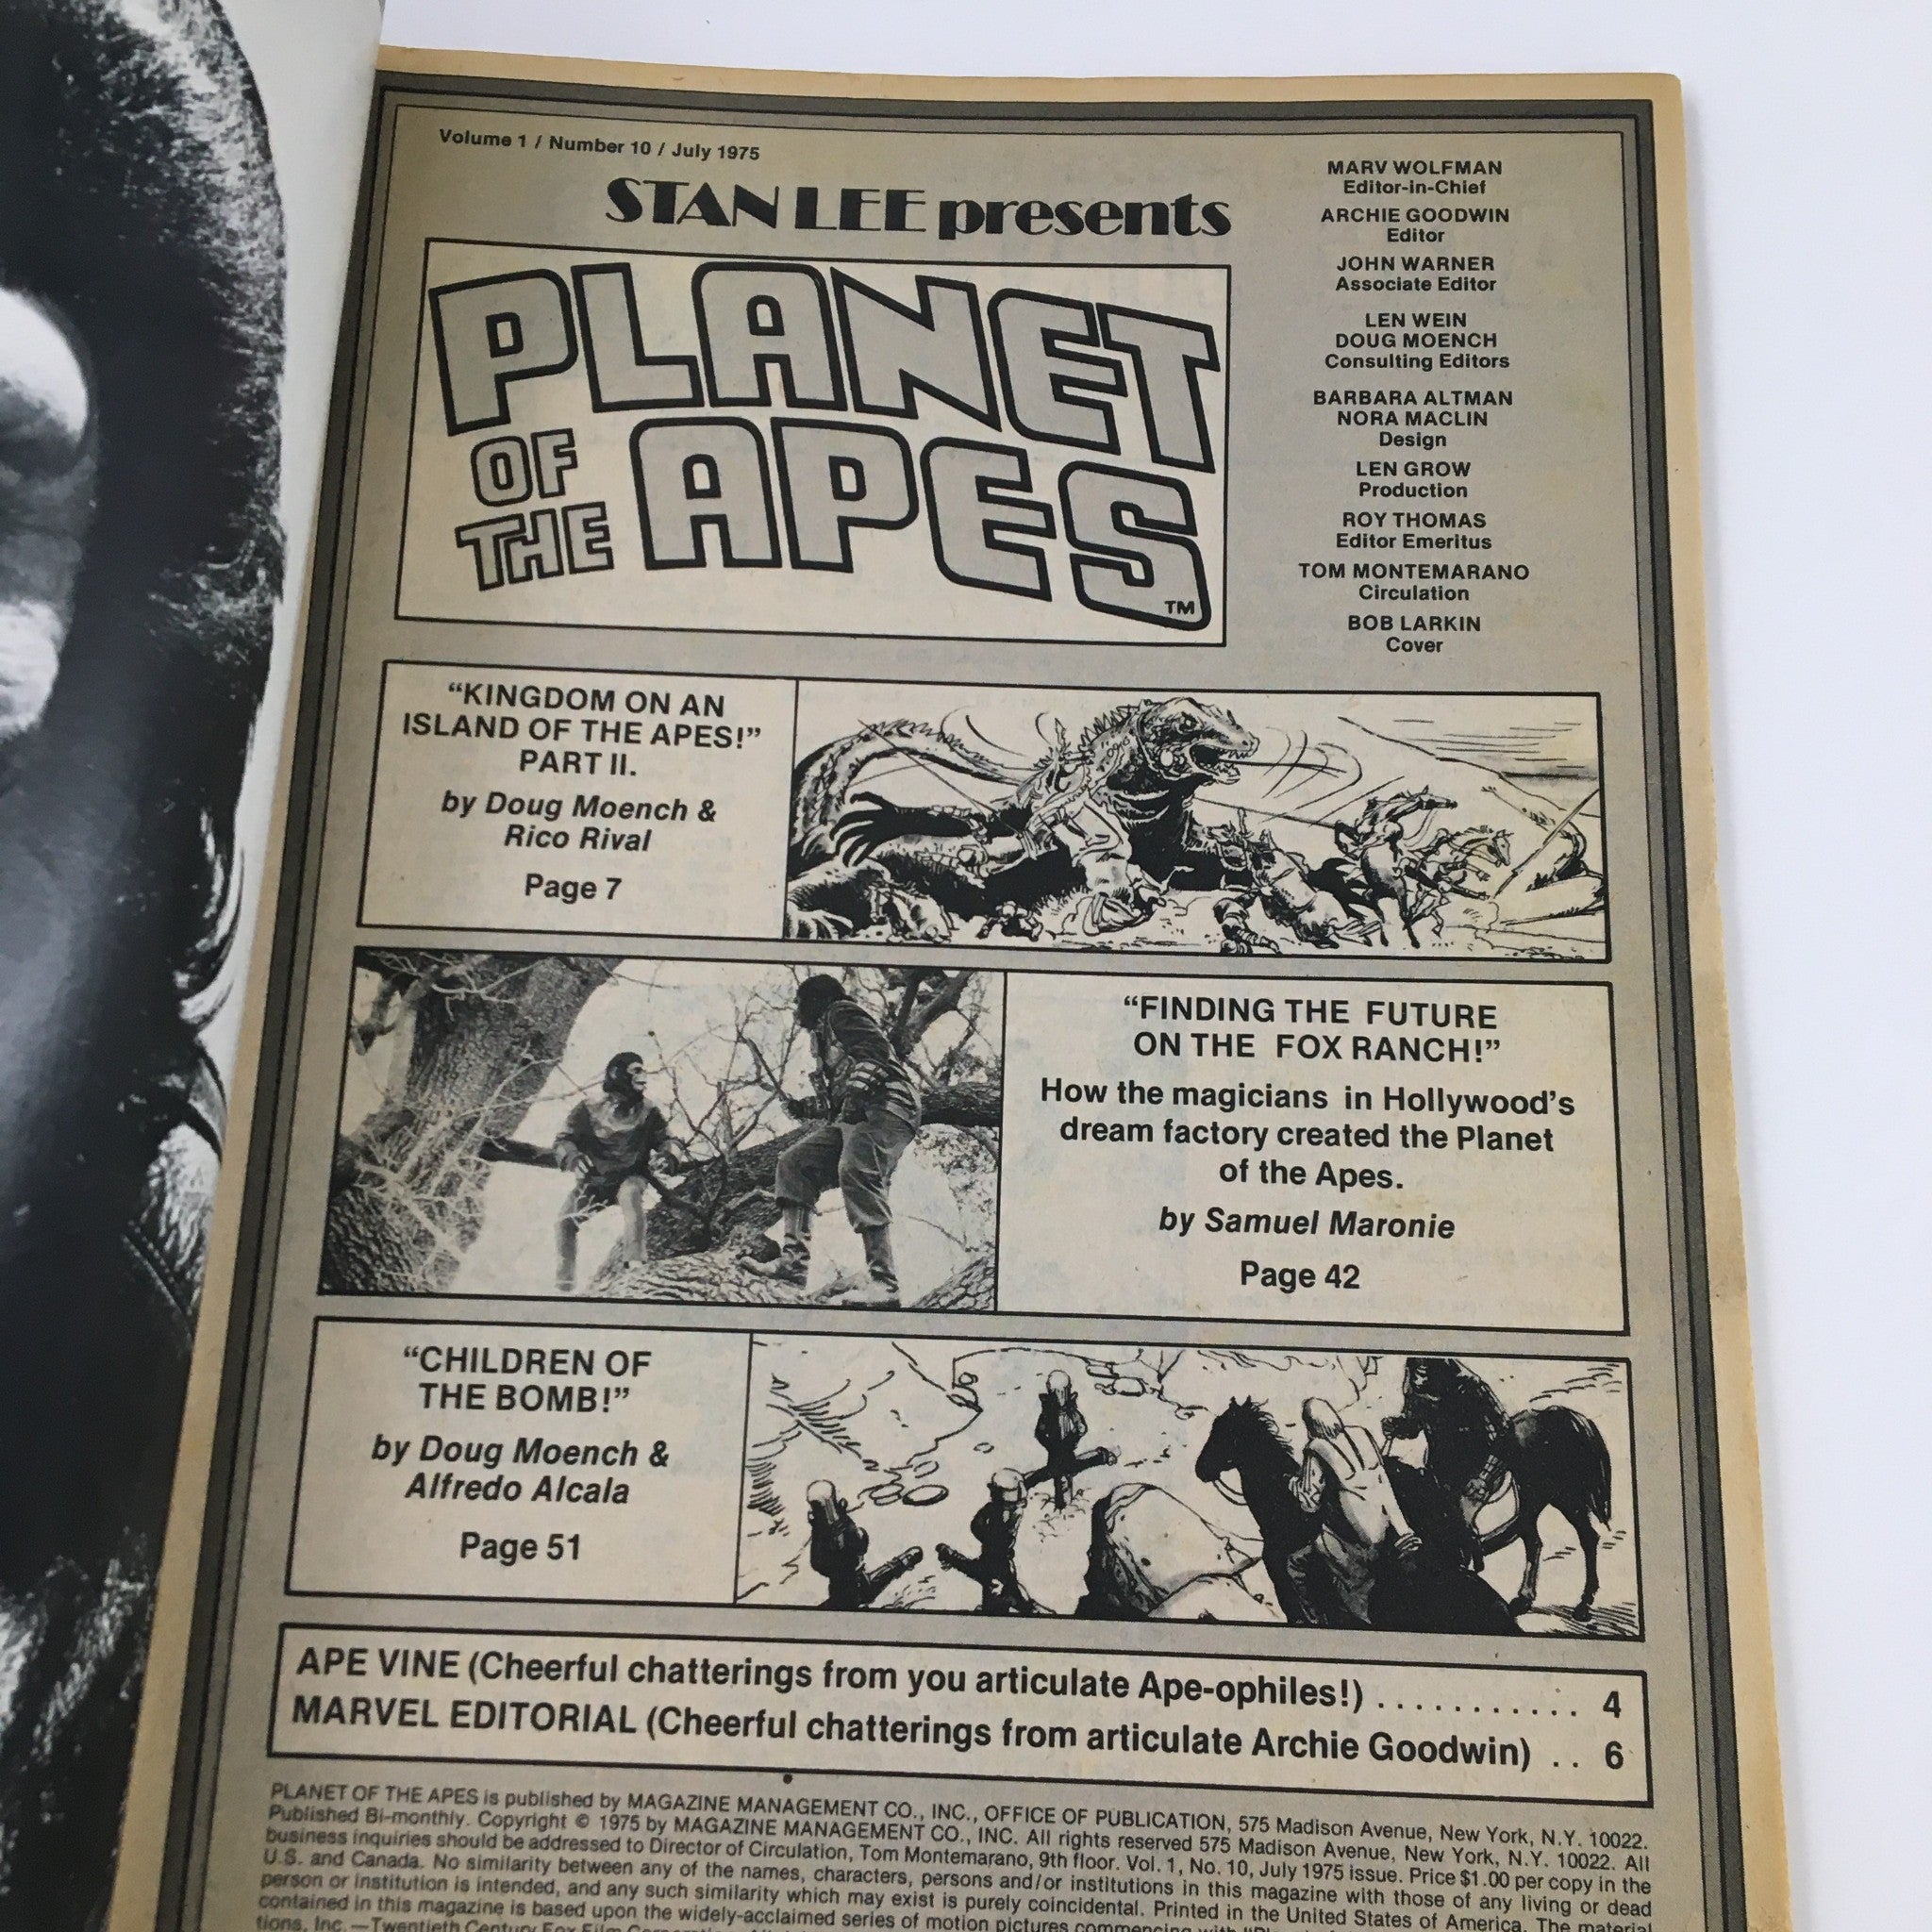 Volume 1 / Number 10 / July 1975
STAN LEE presents
PLANET
OF
THE
APES
TM
MARV WOLFMAN
Editor-in-Chief
ARCHIE GOODWIN
Editor
JOHN WARNER
Associate Editor
LEN WEIN
DOUG MOENCH
Consulting Editors
BARBARA ALTMAN
NORA MACLIN
Design
LEN GROW
Production
ROY THOMAS
Editor Emeritus
TOM MONTEMARANO
Circulation
BOB LARKIN
Cover
“KINGDOM ON AN
ISLAND OF THE APES!”
PART II.
by Doug Moench &
Rico Rival
Page 7
“FINDING THE FUTURE
ON THE FOX RANCH!”
How the magicians in Hollywood’s
dream factory created the Planet
of the Apes.
by Samuel Maronie
Page 42
“CHILDREN OF
THE BOMB!”
by Doug Moench &
Alfredo Alcala
Page 51
APE VINE (Cheerful chatterings from you articulate Ape-ophiles!) . . . . . . . . . . . 4
MARVEL EDITORIAL (Cheerful chatterings from articulate Archie Goodwin) . . 6
PLANET OF THE APES is published by MAGAZINE MANAGEMENT CO., INC., OFFICE OF PUBLICATION, 575 Madison Avenue, New York, N.Y. 10022.
Published Bi-monthly. Copyright © 1975 by MAGAZINE MANAGEMENT CO., INC. All rights reserved 575 Madison Avenue, New York, N.Y. 10022. All
business inquiries should be addressed to Director of Circulation, Tom Montemarano, 9th floor. Vol. 1, No. 10, July 1975 issue. Price $1.00 per copy in the
U.S. and Canada. No similarity between any of the names, characters, persons and/or institutions in this magazine with those of any living or dead
person or institution is intended, and any such similarity which may exist is purely coincidental. Printed in the United States of America. The material
contained in this magazine is based upon the widely-acclaimed series of motion pictures commencing with
tions, Inc.—Twentieth Century Fox Film